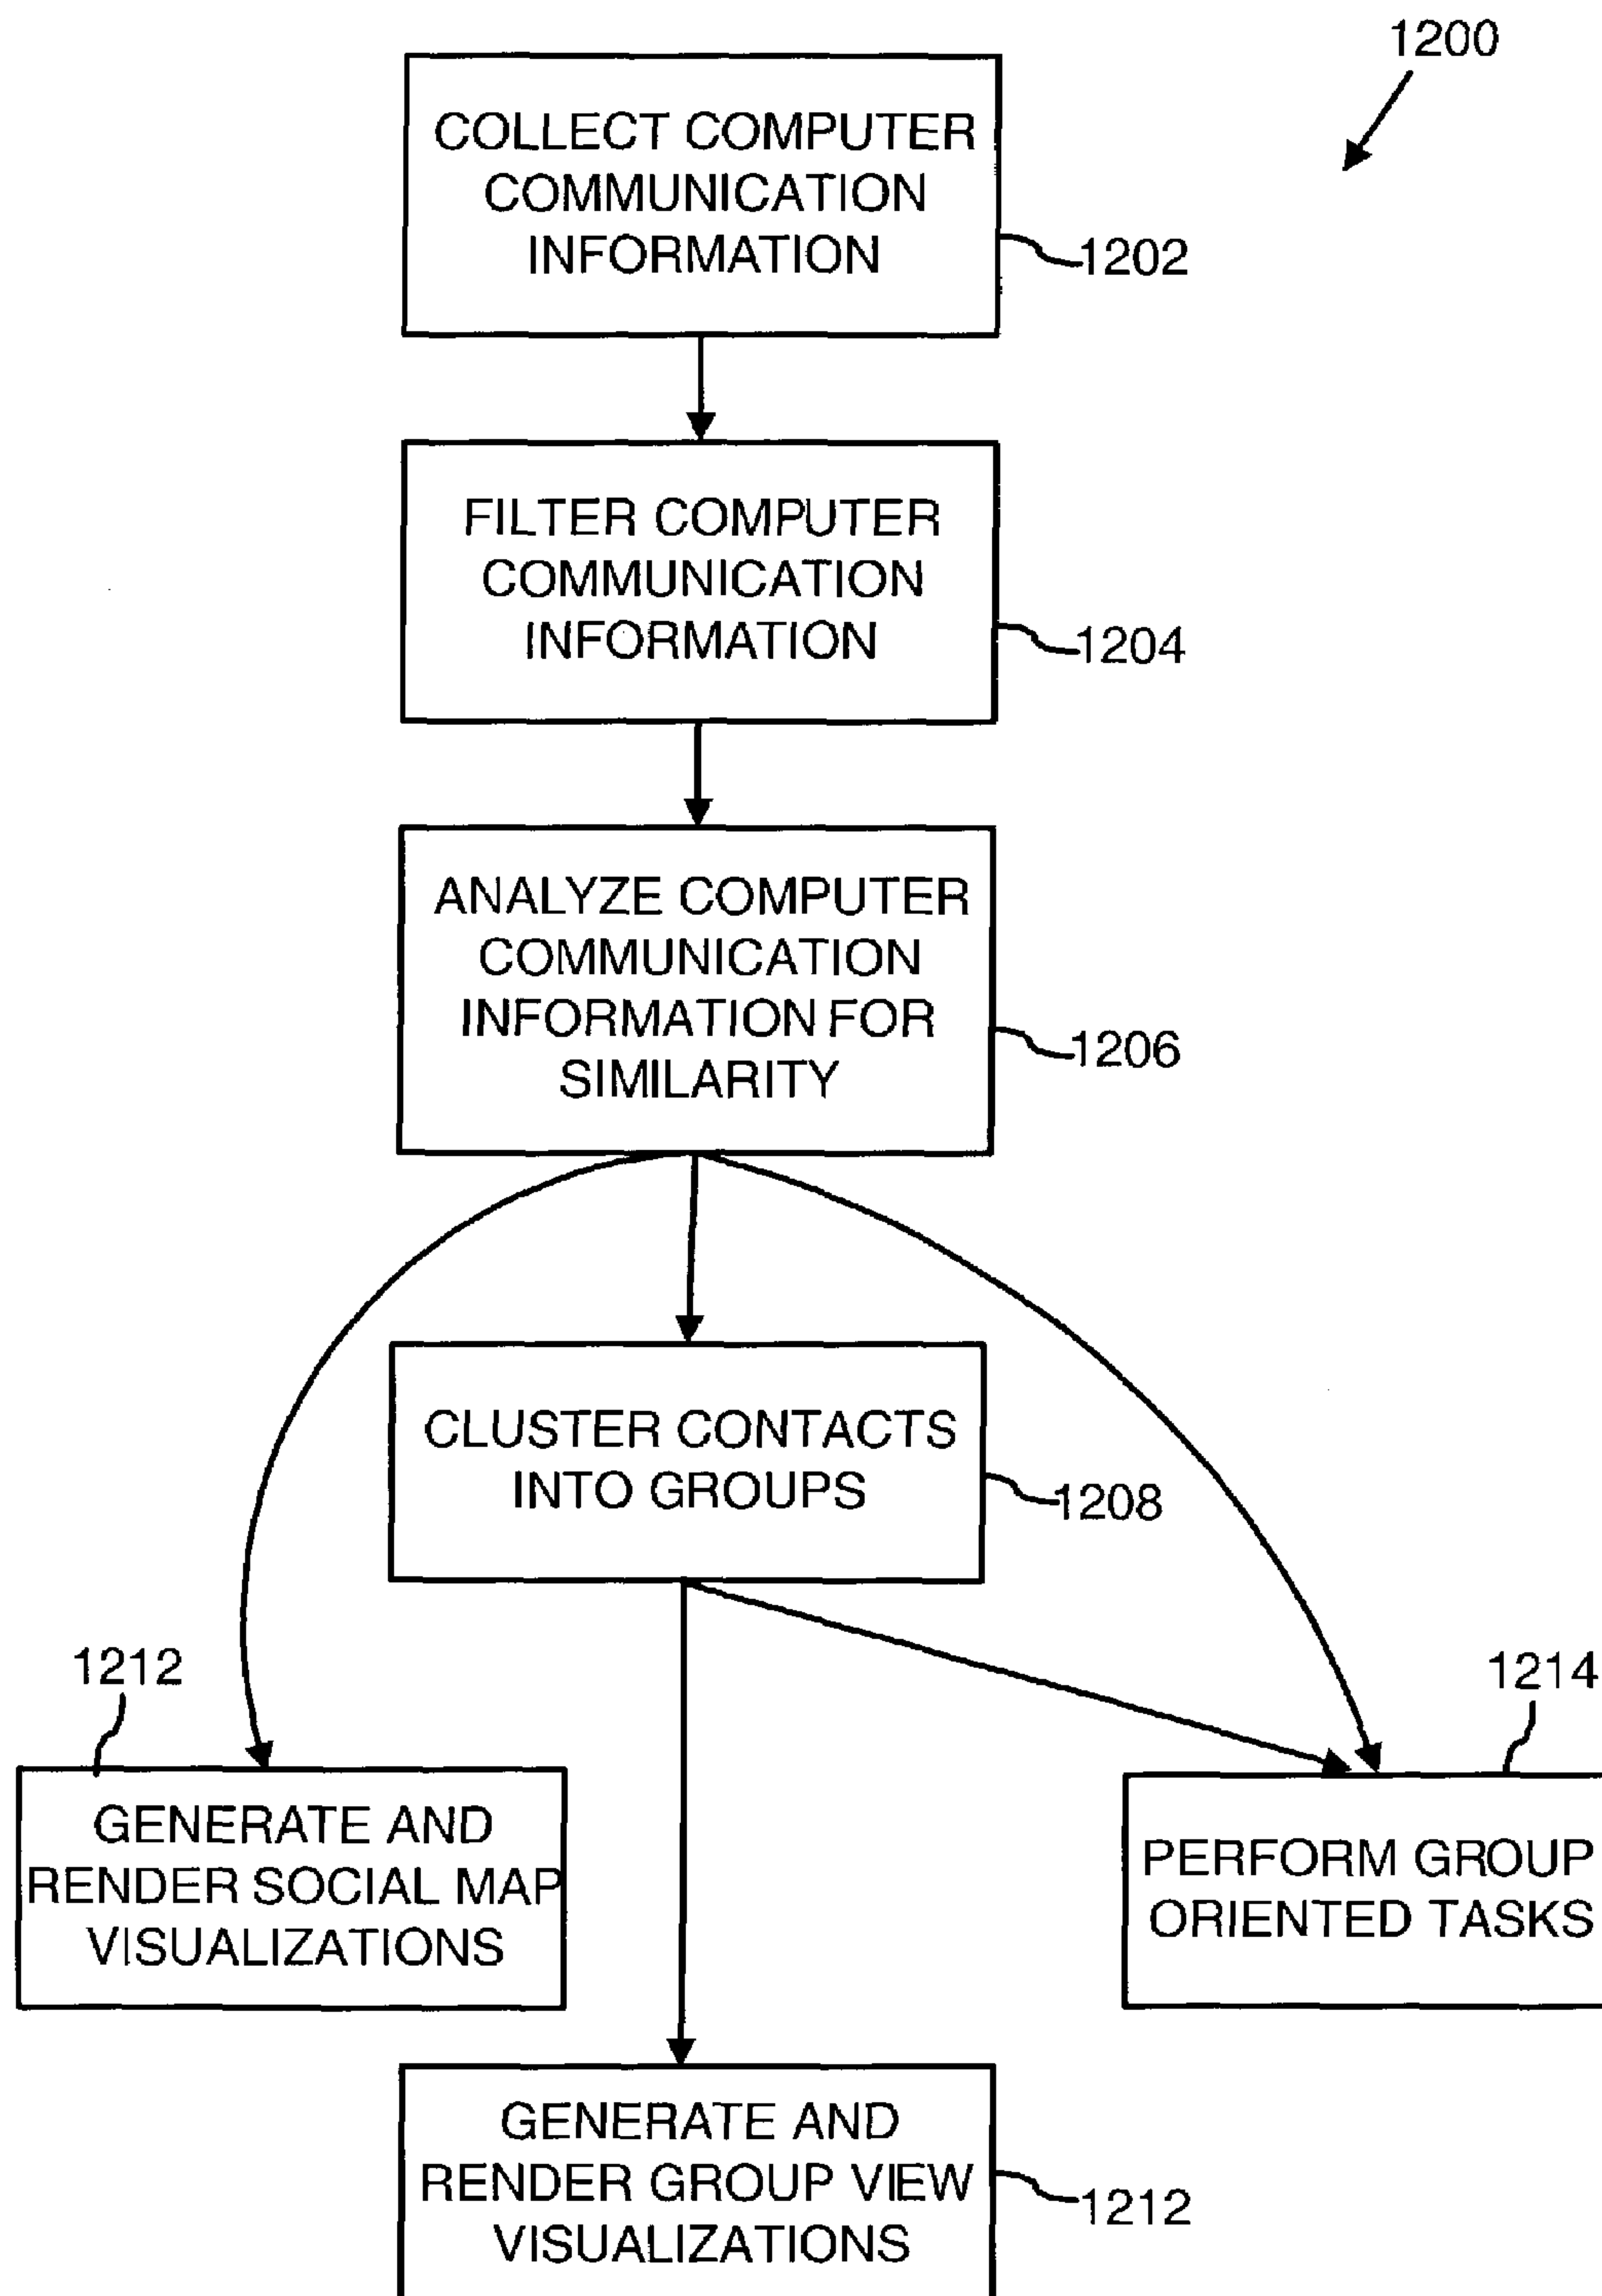 1200
COLLECT COMPUTER
COMMUNICATION
INFORMATION
1202
FILTER COMPUTER
COMMUNICATION
INFORMATION
1204
ANALYZE COMPUTER
COMMUNICATION
INFORMATION FOR
SIMILARITY
1206
CLUSTER CONTACTS
INTO GROUPS
1208
1212
GENERATE AND
RENDER SOCIAL MAP
VISUALIZATIONS
1214
PERFORM GROUP
ORIENTED TASKS
GENERATE AND
RENDER GROUP VIEW
VISUALIZATIONS
1212